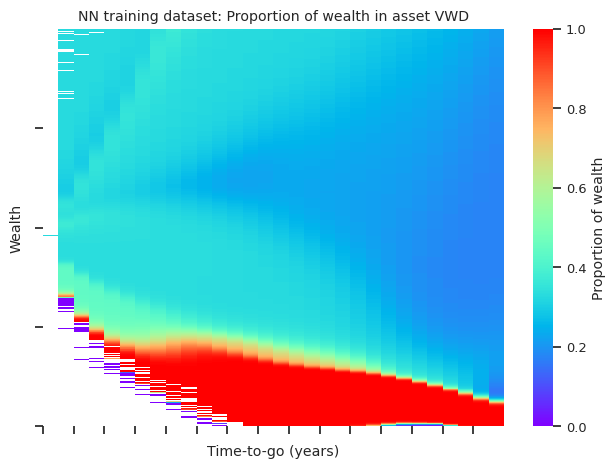 NN training dataset: Proportion of wealth in asset VWD
Wealth
Time-to-go (years)
1.0
0.8
0.6
0.4
0.2
0.0
Proportion of wealth